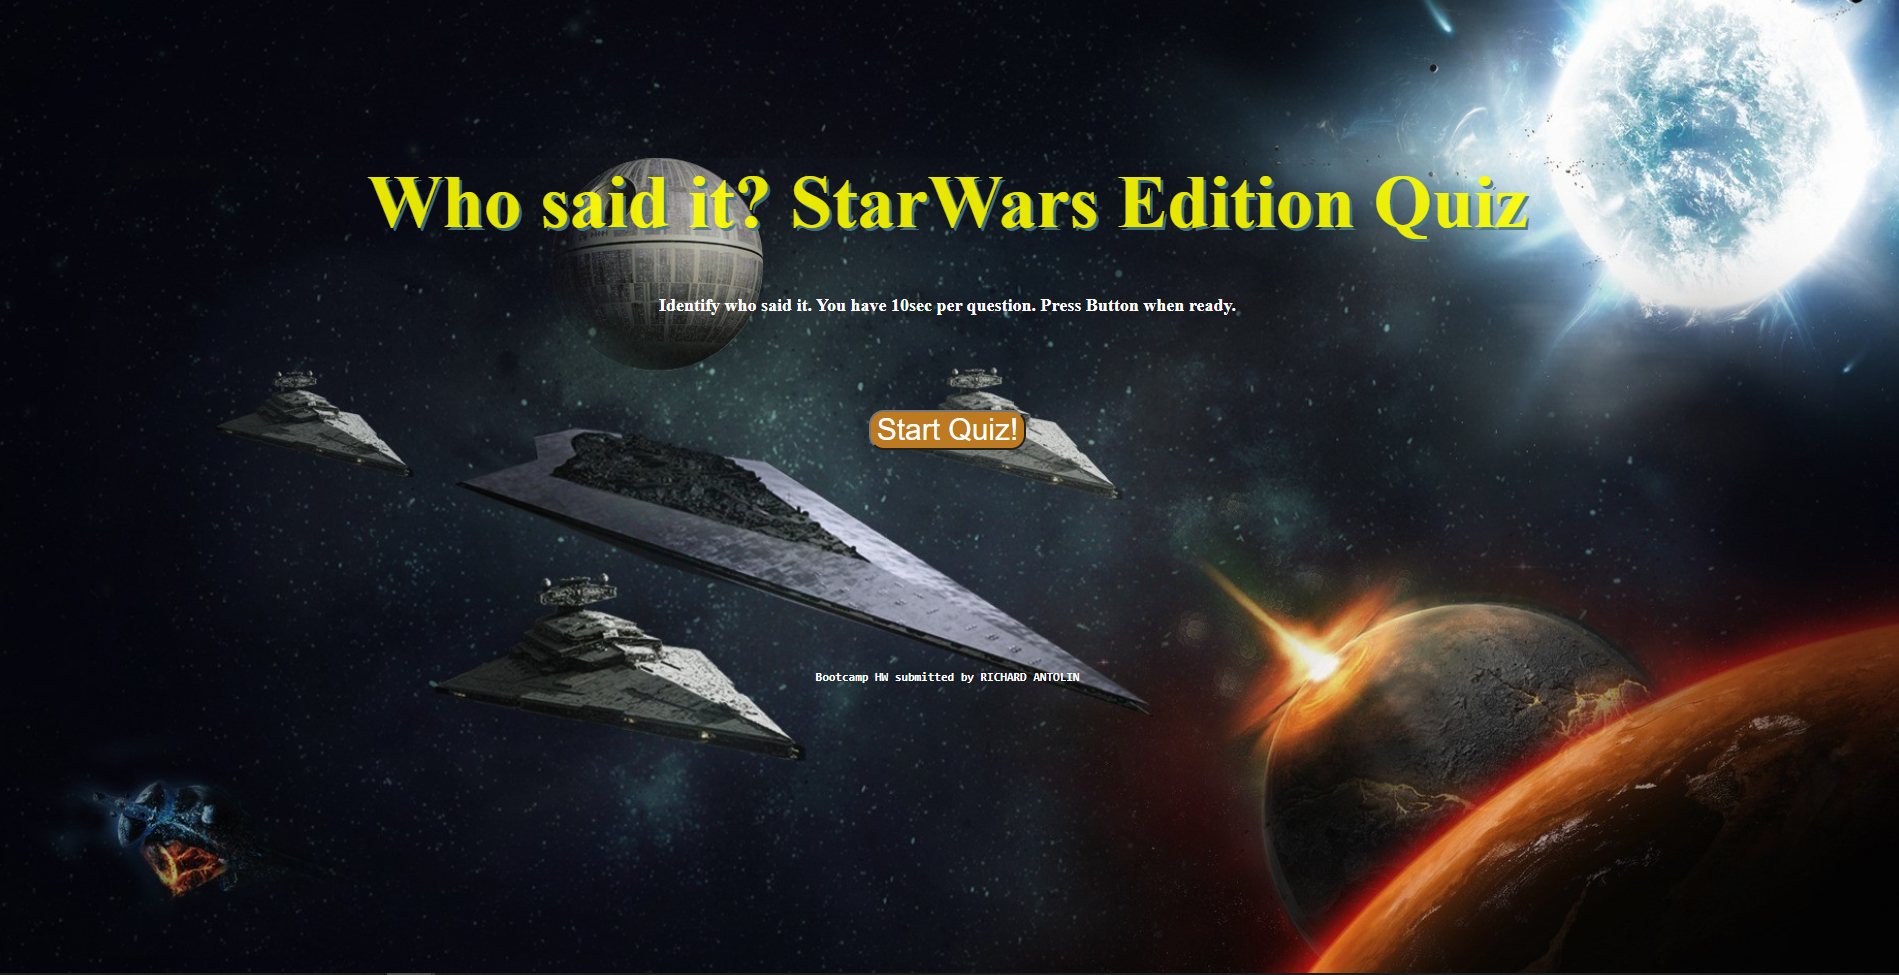 Who said it? StarWars Edition Quiz
Identify who said it. You have 10sec per question. Press Button when ready.
Start Quiz!
Bootcamp HW submitted by RICHARD ANTOLIN